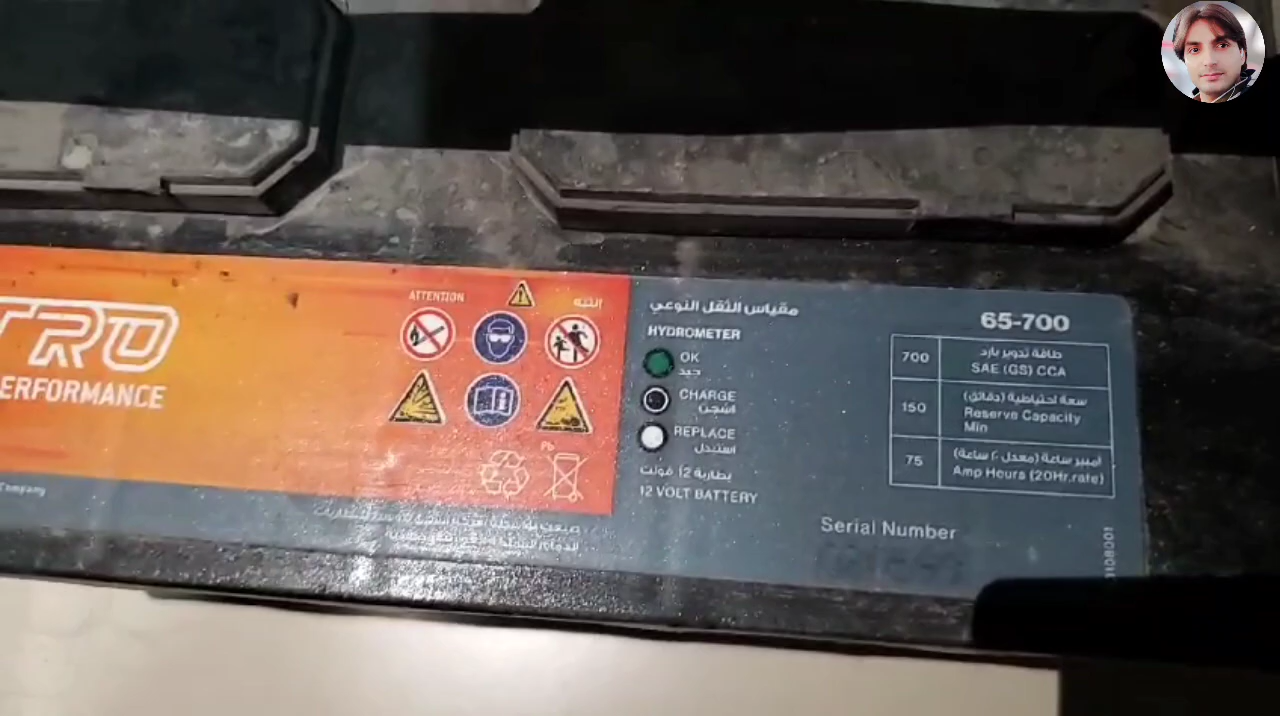 ATTENTION
انتبه
TRO
ERFORMANCE
Pb
Company
مقياس الثقل النوعي
HYDROMETER
OK
جيد
CHARGE
اشحن
REPLACE
استبدل
بطارية 12 فولت
12 VOLT BATTERY
65-700
700
طاقة تدوير بارد
SAE (GS) CCA
150
سعة احتياطية (دقائق)
Reserve Capacity
Min
75
أمبير ساعة (معدل ٢٠ ساعة)
Amp Hours (20Hr.rate)
Serial Number